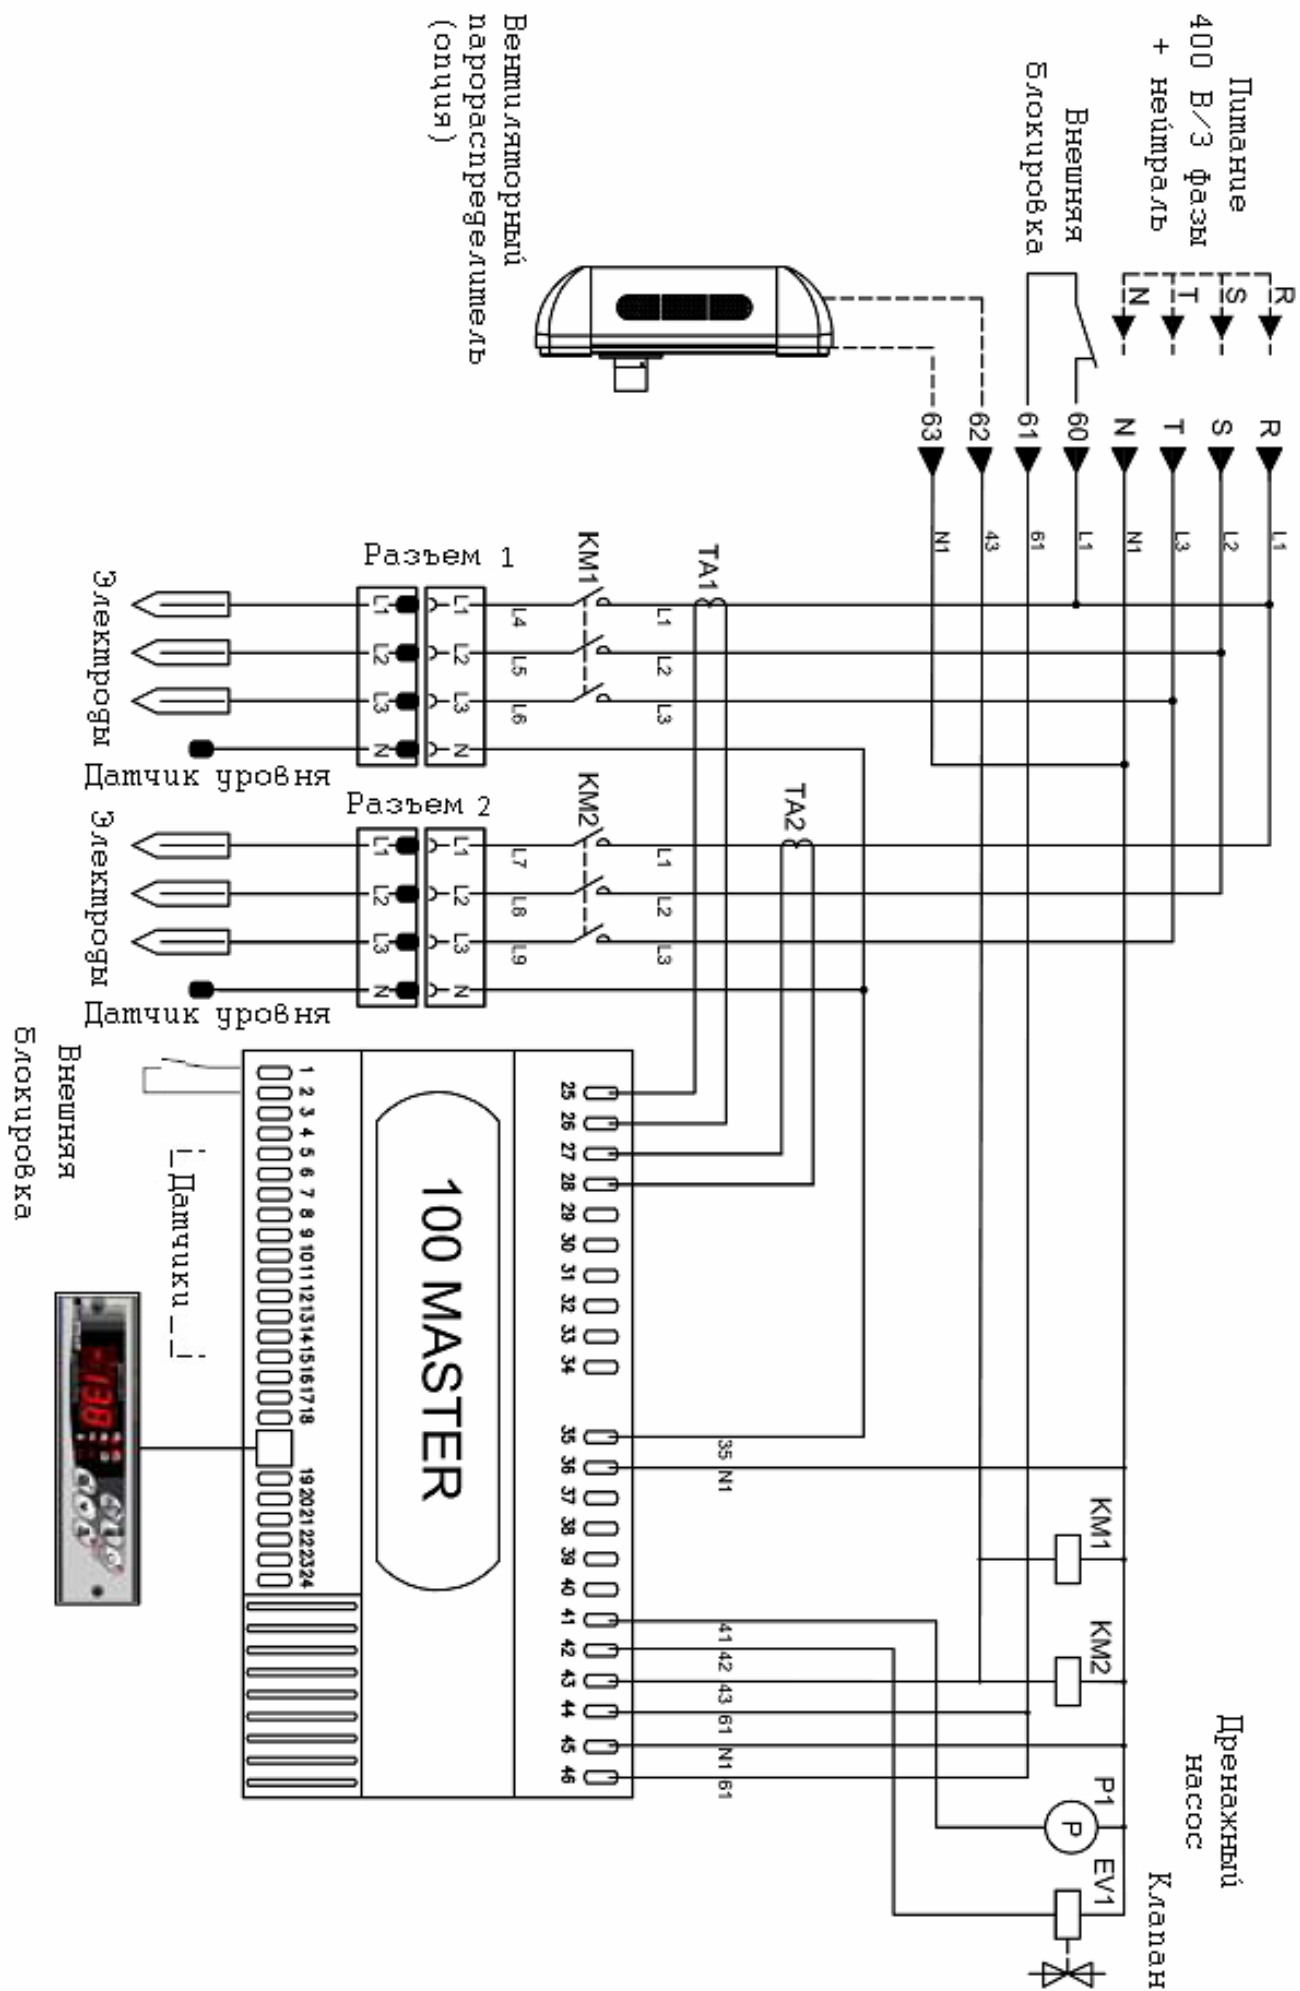 Питание
400 В/3 фазы
+ нейтраль
Внешняя
блокировка
Вентиляторный
парораспределитель
(опция)
R
S
T
N
R
S
T
N
60
61
62
63
L1
L2
L3
N1
L1
61
43
N1
TA1
KM1
Разъем 1
L1
L2
L3
L4
L5
L6
L1
L2
L3
N
L1
L2
L3
N
Электроды
Датчик уровня
TA2
KM2
Разъем 2
L1
L2
L3
L7
L8
L9
L1
L2
L3
N
L1
L2
L3
N
Электроды
Датчик уровня
Внешняя
блокировка
Датчики
100 MASTER
25 26 27 28 29 30 31 32 33 34 35 36 37 38 39 40 41 42 43 44 45 46
1 2 3 4 5 6 7 8 9 10 11 12 13 14 15 16 17 18 19 20 21 22 23 24
35 N1
41 42 43 61 N1 61
KM1
KM2
P1
P
EV1
Дренажный
насос
Клапан